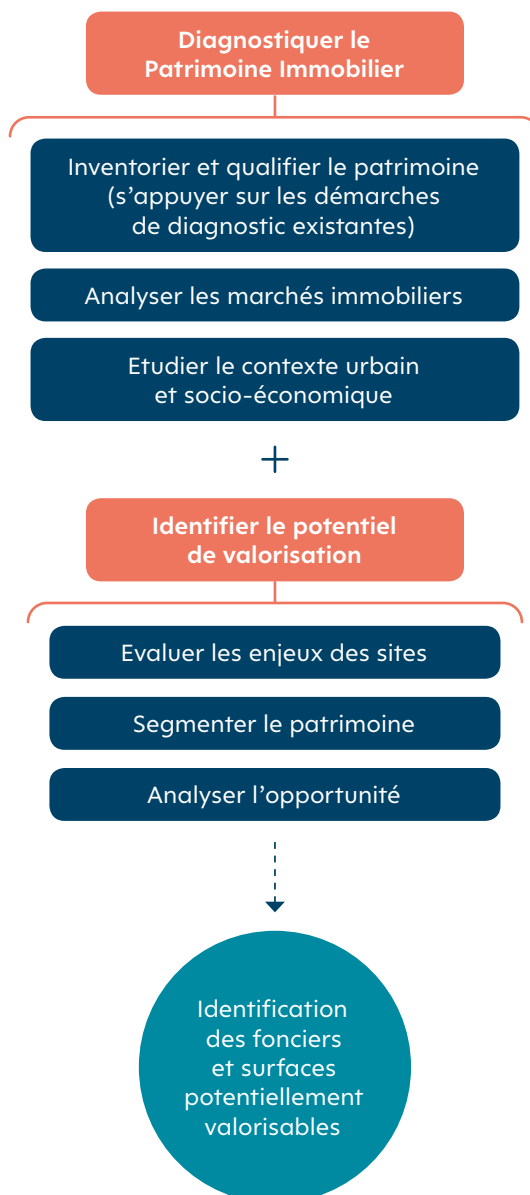 Diagnostiquer le
Patrimoine Immobilier
Inventorier et qualifier le patrimoine
(s'appuyer sur les démarches
de diagnostic existantes)
Analyser les marchés immobiliers
Etudier le contexte urbain
et socio-économique
+
Identifier le potentiel
de valorisation
Evaluer les enjeux des sites
Segmenter le patrimoine
Analyser l'opportunité
Identification
des fonciers
et surfaces
potentiellement
valorisables